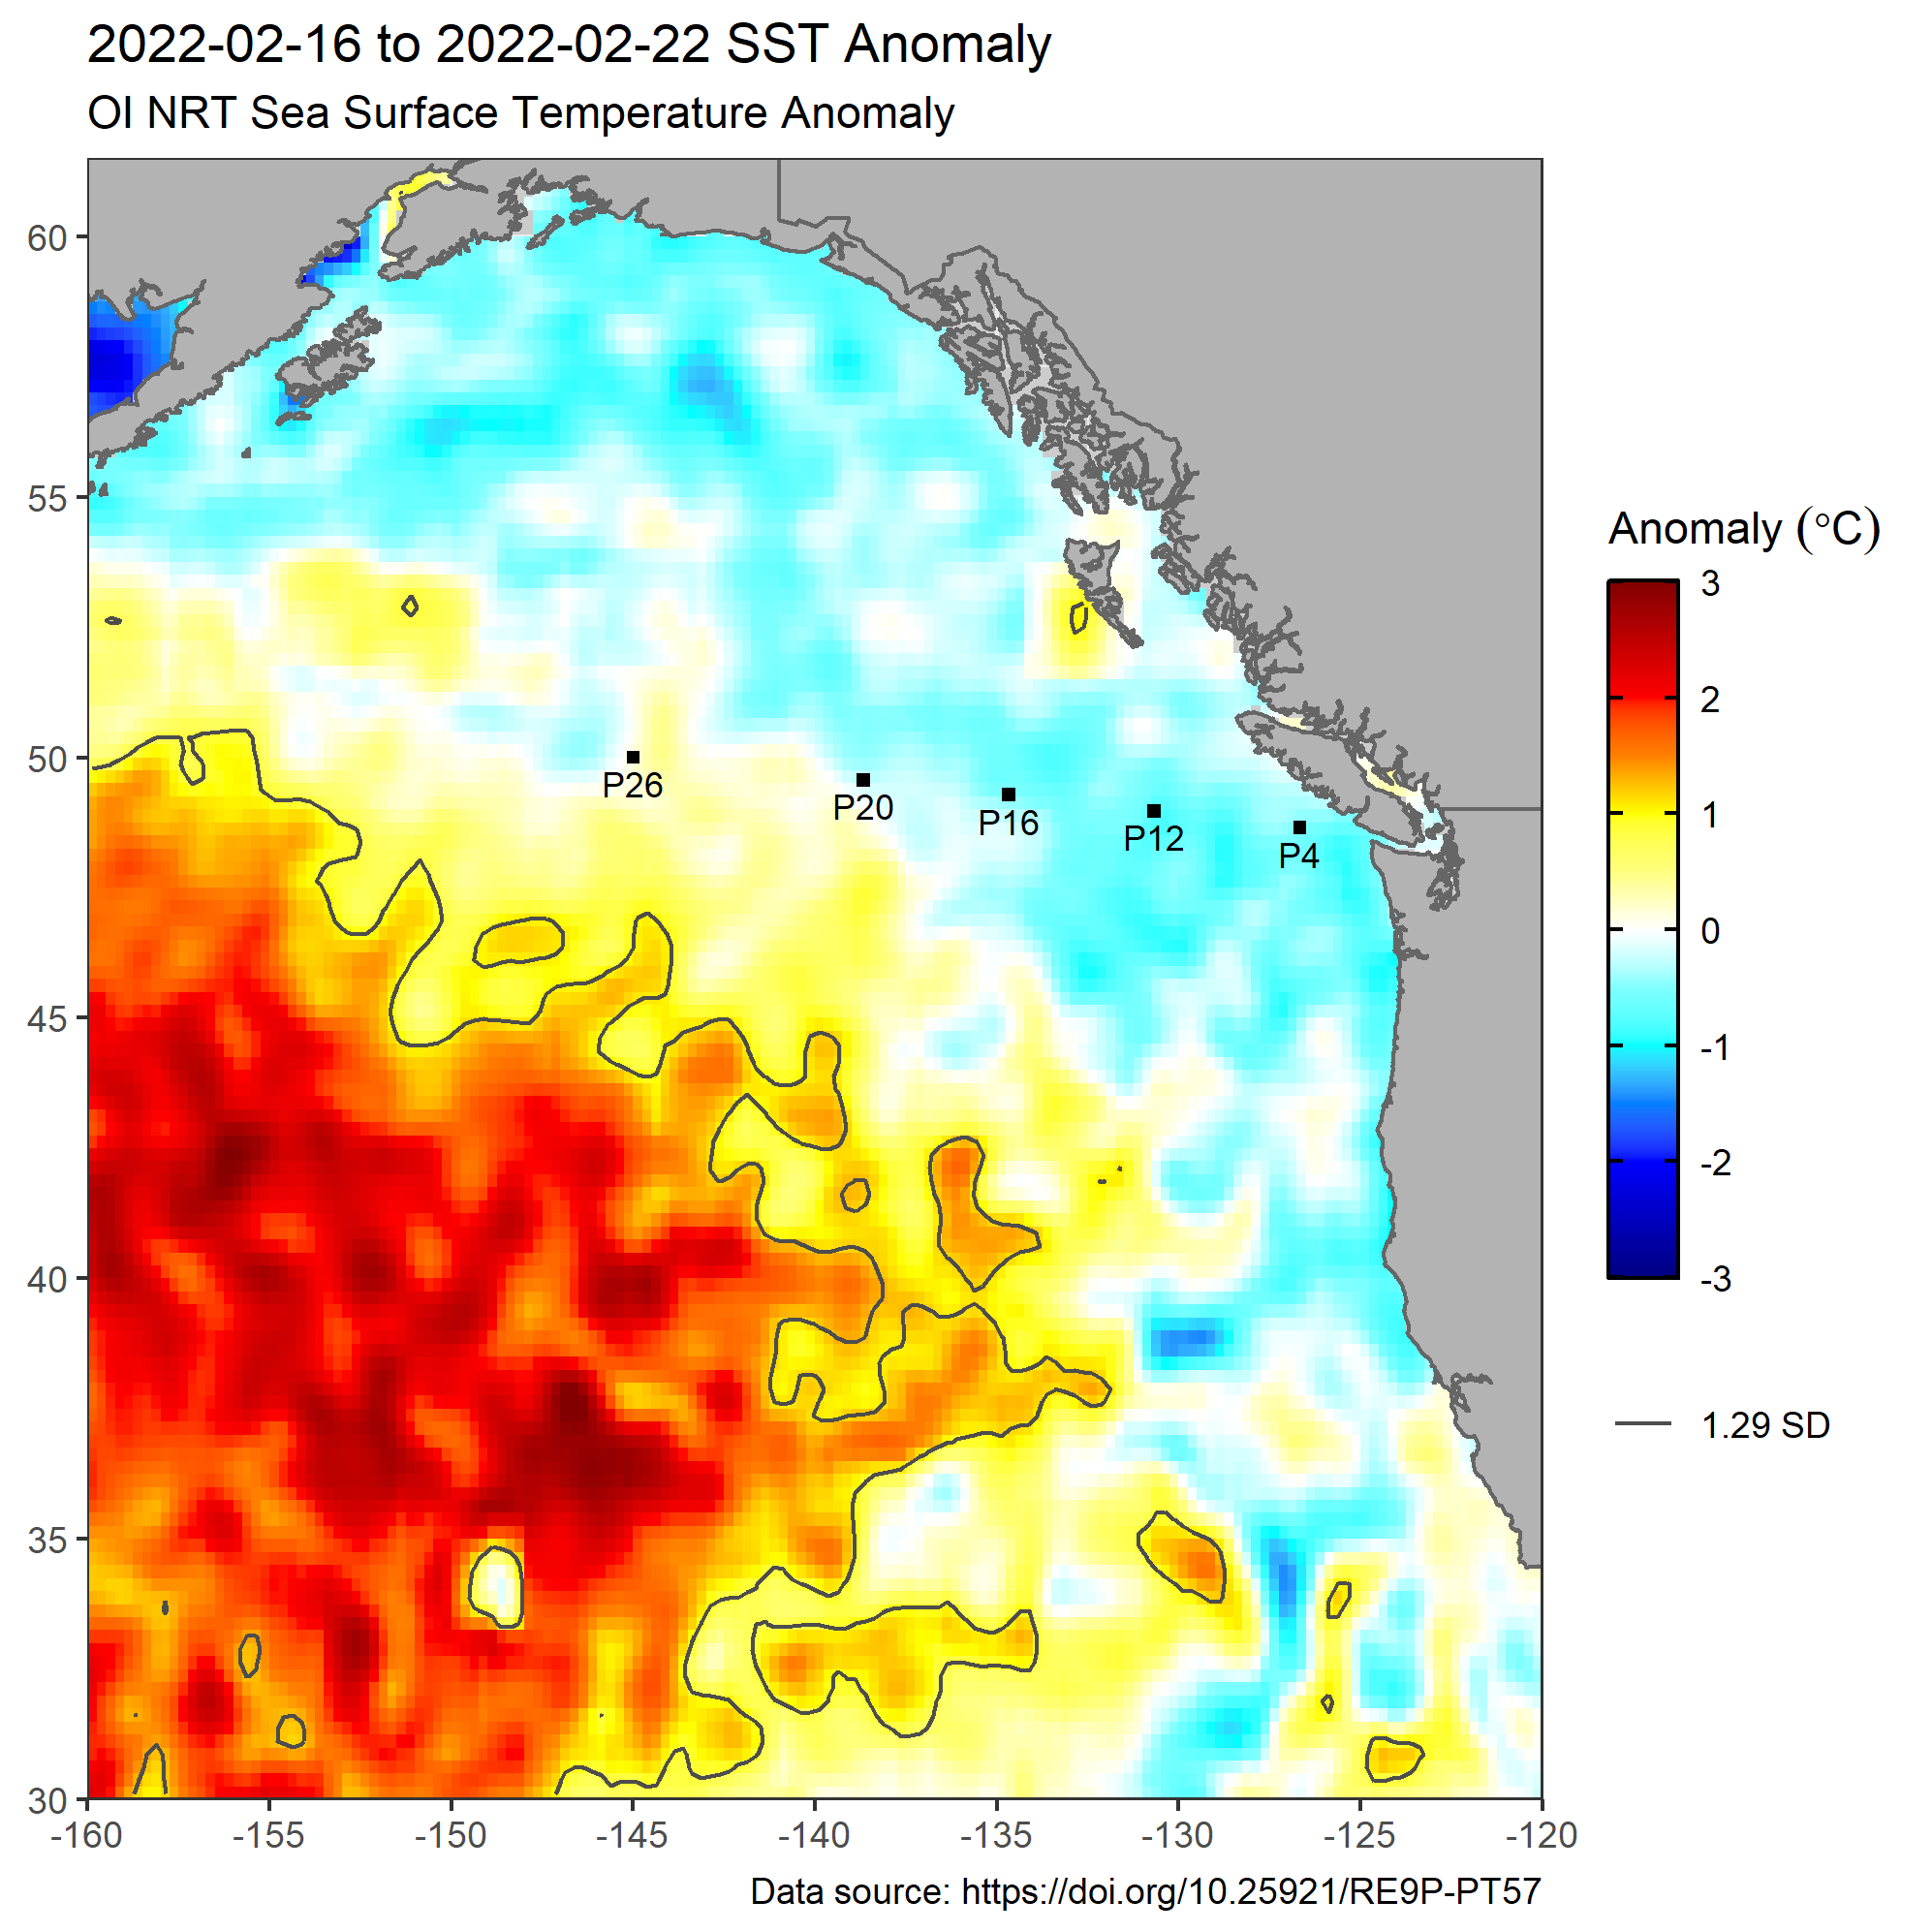 2022-02-16 to 2022-02-22 SST Anomaly
OI NRT Sea Surface Temperature Anomaly
60
55
50
45
40
35
30
-160
-155
-150
-145
-140
-135
-130
-125
-120
P26
P20
P16
P12
P4
Anomaly (°C)
3
2
1
0
-1
-2
-3
1.29 SD
Data source: https://doi.org/10.25921/RE9P-PT57